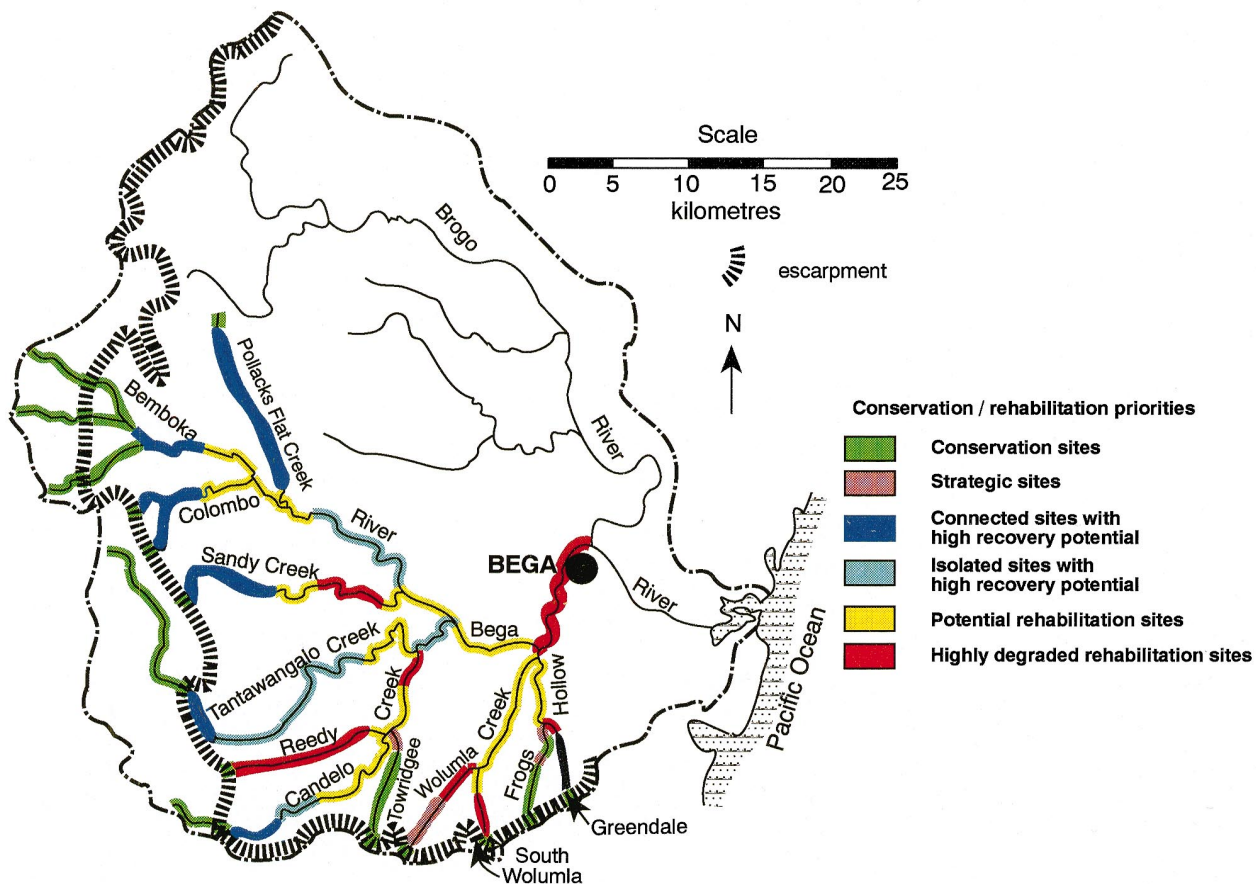 Scale
0 5 10 15 20 25
kilometres
escarpment
N
Brogo
River
Pollacks Flat Creek
Bemboka
Colombo
River
Sandy Creek
BEGA
River
Bega
Tantawangalo Creek
Creek
Hollow
Creek
Reedy
Candelo
Towridgee
Wolumla
Frogs
Greendale
South
Wolumla
Pacific Ocean
Conservation / rehabilitation priorities
Conservation sites
Strategic sites
Connected sites with
high recovery potential
Isolated sites with
high recovery potential
Potential rehabilitation sites
Highly degraded rehabilitation sites